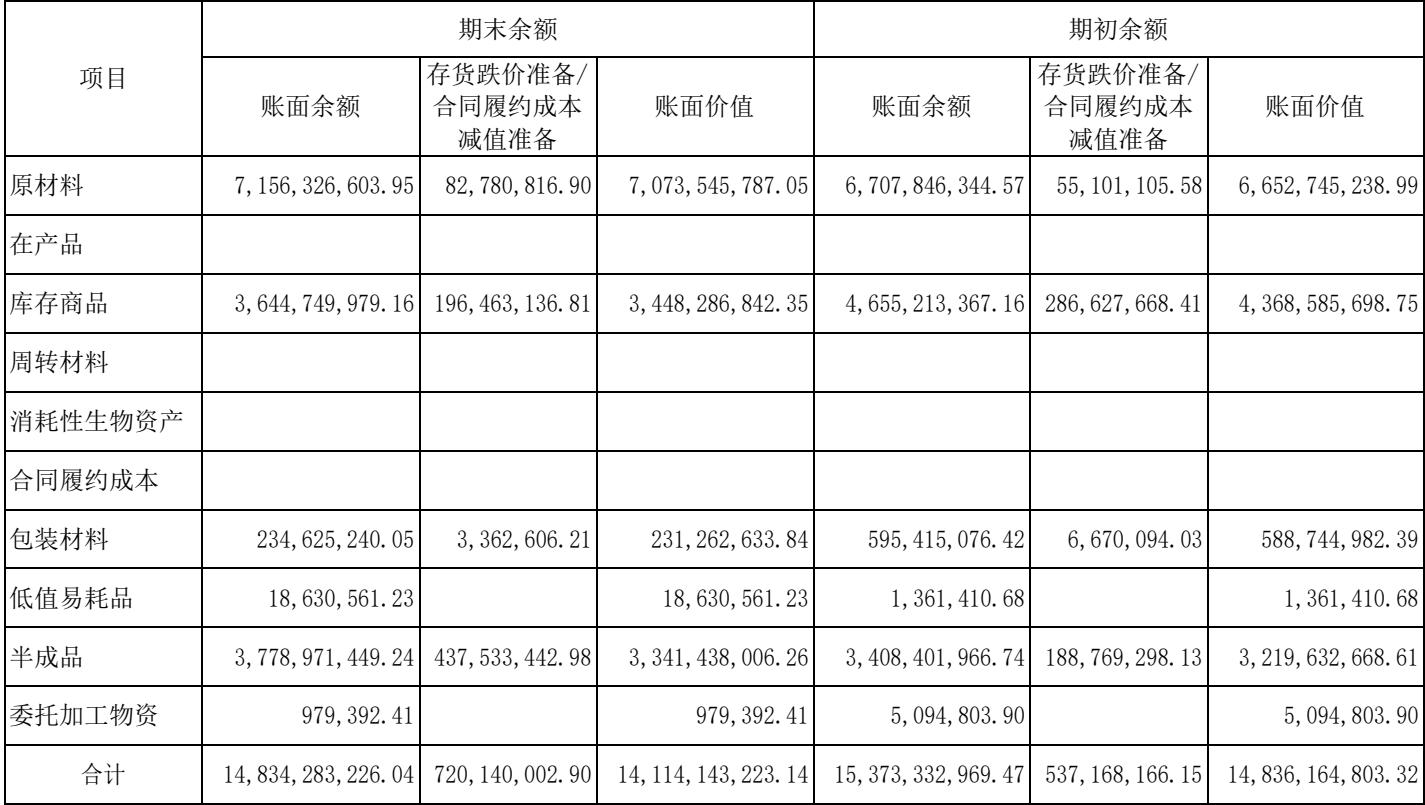 项目 期末余额 期初余额
账面余额 存货跌价准备/合同履约成本减值准备 账面价值 账面余额 存货跌价准备/合同履约成本减值准备 账面价值
原材料 7,156,326,603.95 82,780,816.90 7,073,545,787.05 6,707,846,344.57 55,101,105.58 6,652,745,238.99
在产品
库存商品 3,644,749,979.16 196,463,136.81 3,448,286,842.35 4,655,213,367.16 286,627,668.41 4,368,585,698.75
周转材料
消耗性生物资产
合同履约成本
包装材料 234,625,240.05 3,362,606.21 231,262,633.84 595,415,076.42 6,670,094.03 588,744,982.39
低值易耗品 18,630,561.23 18,630,561.23 1,361,410.68 1,361,410.68
半成品 3,778,971,449.24 437,533,442.98 3,341,438,006.26 3,408,401,966.74 188,769,298.13 3,219,632,668.61
委托加工物资 979,392.41 979,392.41 5,094,803.90 5,094,803.90
合计 14,834,283,226.04 720,140,002.90 14,114,143,223.14 15,373,332,969.47 537,168,166.15 14,836,164,803.32